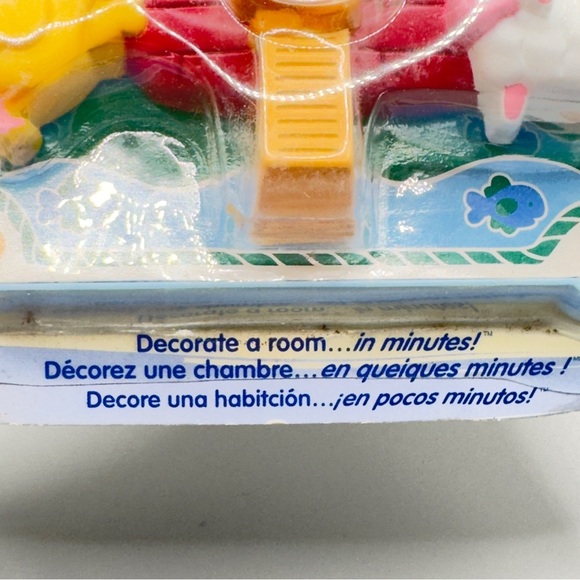 Decorate a room...in minutes!™
Décorez une chambre...en queiques minutes !™
Decore una habitción...¡en pocos minutos!™